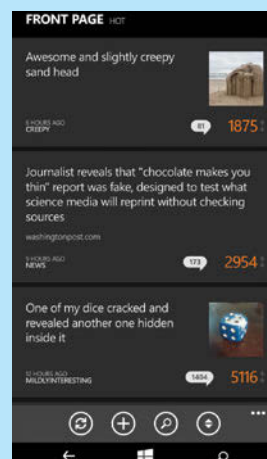 FRONT PAGE HOT
Awesome and slightly creepy
sand head
5 HOURS AGO
CREEPY
81
1875
Journalist reveals that "chocolate makes you
thin" report was fake, designed to test what
science media will reprint without checking
sources
washingtonpost.com
5 HOURS AGO
NEWS
173
2954
One of my dice cracked and
revealed another one hidden
inside it
12 HOURS AGO
MILDLYINTERESTING
1404
5116